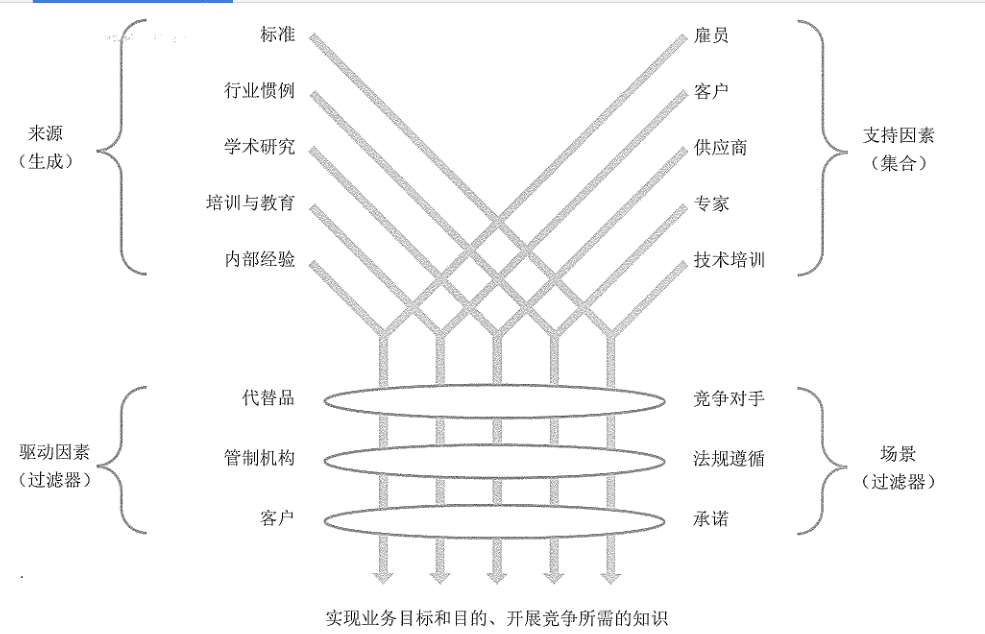 标准
行业惯例
学术研究
培训与教育
内部经验
来源
（生成）
雇员
客户
供应商
专家
技术培训
支持因素
（集合）
代替品
管制机构
客户
驱动因素
（过滤器）
竞争对手
法规遵循
承诺
场景
（过滤器）
实现业务目标和目的、开展竞争所需的知识